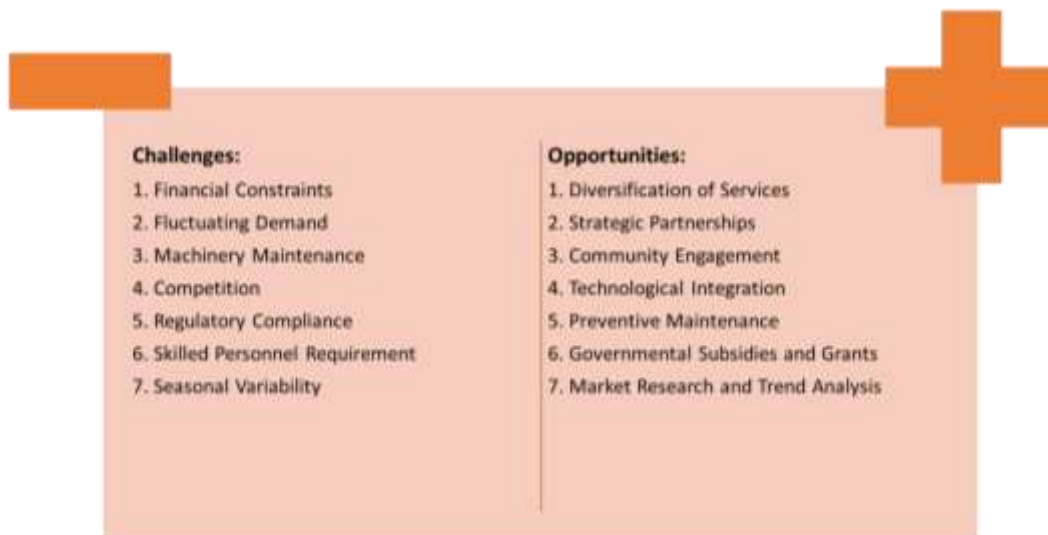 Challenges:
1. Financial Constraints
2. Fluctuating Demand
3. Machinery Maintenance
4. Competition
5. Regulatory Compliance
6. Skilled Personnel Requirement
7. Seasonal Variability
Opportunities:
1. Diversification of Services
2. Strategic Partnerships
3. Community Engagement
4. Technological Integration
5. Preventive Maintenance
6. Governmental Subsidies and Grants
7. Market Research and Trend Analysis